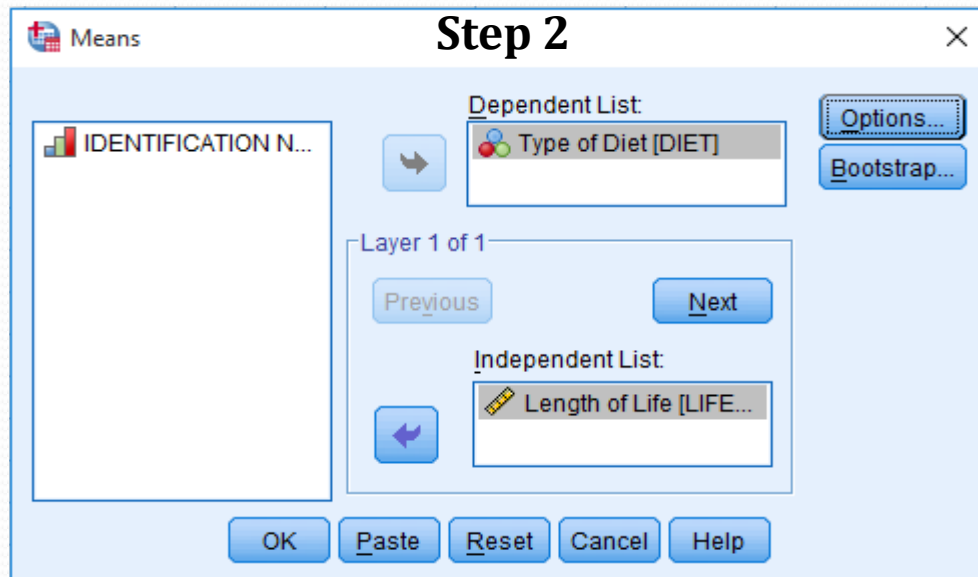 Means
Step 2
Dependent List:
IDENTIFICATION N...
Type of Diet [DIET]
Options...
Bootstrap...
Layer 1 of 1
Previous
Next
Independent List:
Length of Life [LIFE...
OK
Paste
Reset
Cancel
Help